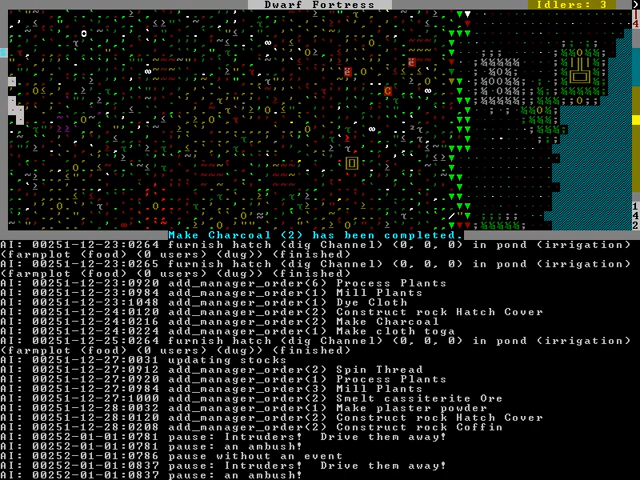 Dwarf Fortress
Idlers: 3
Make Charcoal (2) has been completed.
AI: 00251-12-23:0264 furnish hatch (dig Channel) (0, 0, 0) in pond (irrigation)
(farmplot (food) (0 users) (dug)) (finished)
AI: 00251-12-23:0265 furnish hatch (dig Channel) (0, 0, 0) in pond (irrigation)
(farmplot (food) (0 users) (dug)) (finished)
AI: 00251-12-23:0920 add_manager_order(6) Process Plants
AI: 00251-12-23:0984 add_manager_order(1) Mill Plants
AI: 00251-12-23:1048 add_manager_order(1) Dye Cloth
AI: 00251-12-24:0120 add_manager_order(2) Construct rock Hatch Cover
AI: 00251-12-24:0216 add_manager_order(2) Make Charcoal
AI: 00251-12-24:0224 add_manager_order(1) Make cloth toga
AI: 00251-12-25:0264 furnish hatch (dig Channel) (0, 0, 0) in pond (irrigation)
(farmplot (food) (0 users) (dug)) (finished)
AI: 00251-12-27:0031 updating stocks
AI: 00251-12-27:0912 add_manager_order(2) Spin Thread
AI: 00251-12-27:0920 add_manager_order(1) Process Plants
AI: 00251-12-27:0984 add_manager_order(3) Mill Plants
AI: 00251-12-27:1000 add_manager_order(2) Smelt cassiterite Ore
AI: 00251-12-28:0032 add_manager_order(1) Make plaster powder
AI: 00251-12-28:0120 add_manager_order(2) Construct rock Hatch Cover
AI: 00251-12-28:0208 add_manager_order(2) Construct rock Coffin
AI: 00252-01-01:0781 pause: Intruders!  Drive them away!
AI: 00252-01-01:0781 pause: an ambush!
AI: 00252-01-01:0786 pause without an event
AI: 00252-01-01:0837 pause: Intruders!  Drive them away!
AI: 00252-01-01:0837 pause: an ambush!